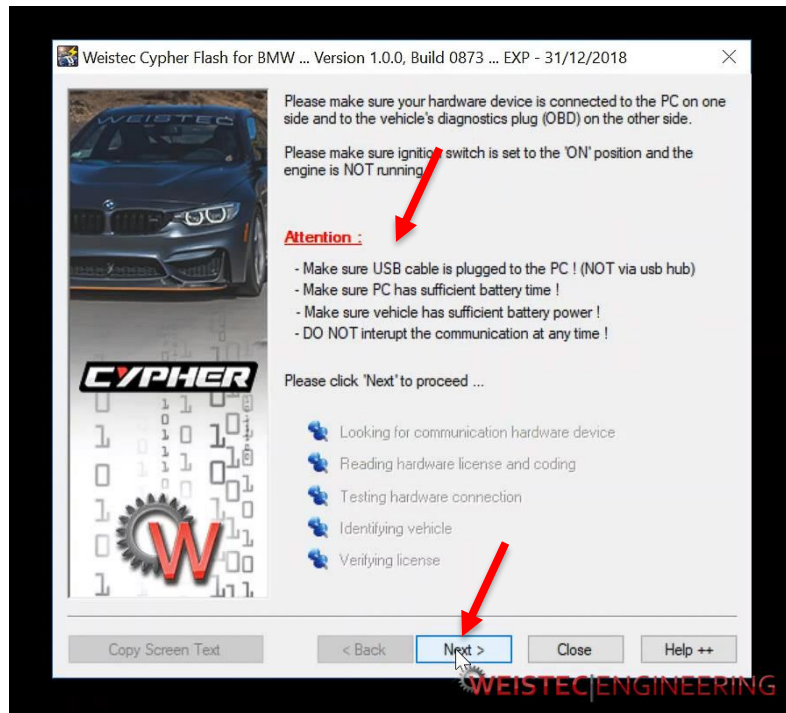 Weistec Cypher Flash for BMW ... Version 1.0.0, Build 0873 ... EXP - 31/12/2018
WEISTEC
Please make sure your hardware device is connected to the PC on one
side and to the vehicle's diagnostics plug (OBD) on the other side.
Please make sure ignition switch is set to the 'ON' position and the
engine is NOT running
Attention :
- Make sure USB cable is plugged to the PC ! (NOT via usb hub)
- Make sure PC has sufficient battery time !
- Make sure vehicle has sufficient battery power !
- DO NOT interupt the communication at any time !
CYPHER
Please click 'Next' to proceed ...
Looking for communication hardware device
Reading hardware license and coding
Testing hardware connection
Identifying vehicle
Verifying license
W
Copy Screen Text
< Back
Next >
Close
Help ++
WEISTEC|ENGINEERING